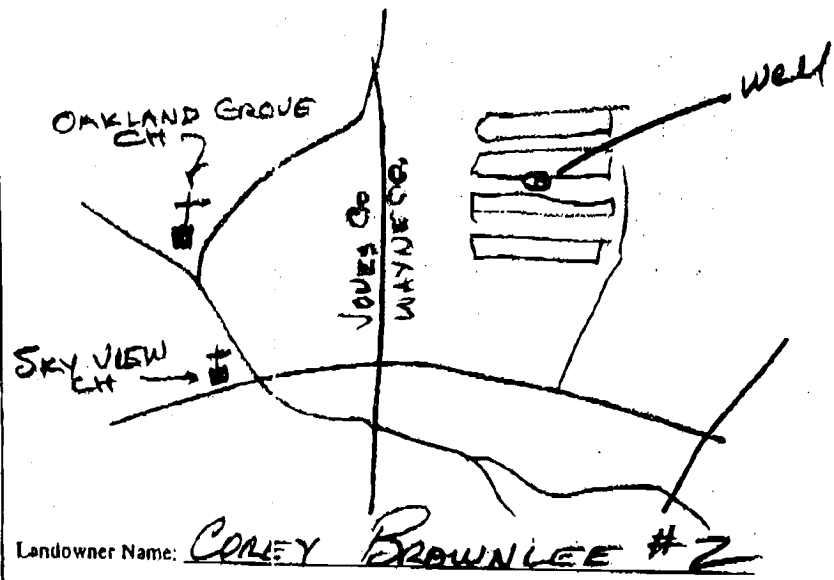 Well
OAKLAND GROVE
CH
JONES CO
WAYNE CO.
SKY VIEW
CH
Landowner Name: COREY BROWNLEE #2